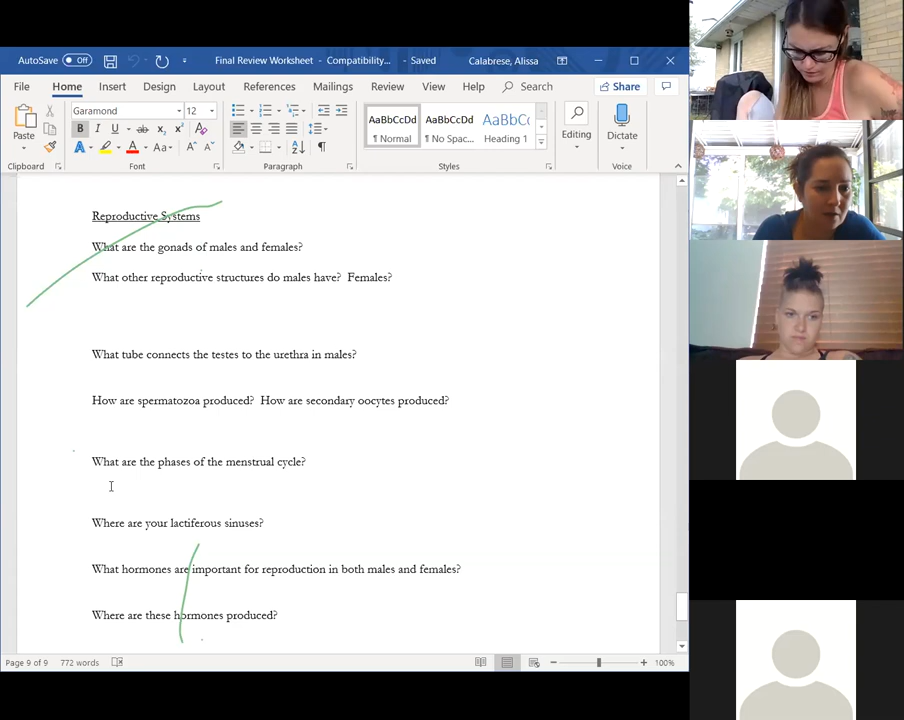 AutoSave Off Final Review Worksheet - Compatibility... - Saved Calabrese, Alissa
File Home Insert Design Layout References Mailings Review View Help Search Share
Paste Garamond 12 AaBbCcDd AaBbCcDd AaBbC Editing Dictate
B I U ab x₂ x² Normal No Spac... Heading 1
A A Aa A A
Clipboard Font Paragraph Styles Voice
Reproductive Systems
What are the gonads of males and females?
What other reproductive structures do males have? Females?
What tube connects the testes to the urethra in males?
How are spermatozoa produced? How are secondary oocytes produced?
What are the phases of the menstrual cycle?
Where are your lactiferous sinuses?
What hormones are important for reproduction in both males and females?
Where are these hormones produced?
Page 9 of 9 772 words 100%